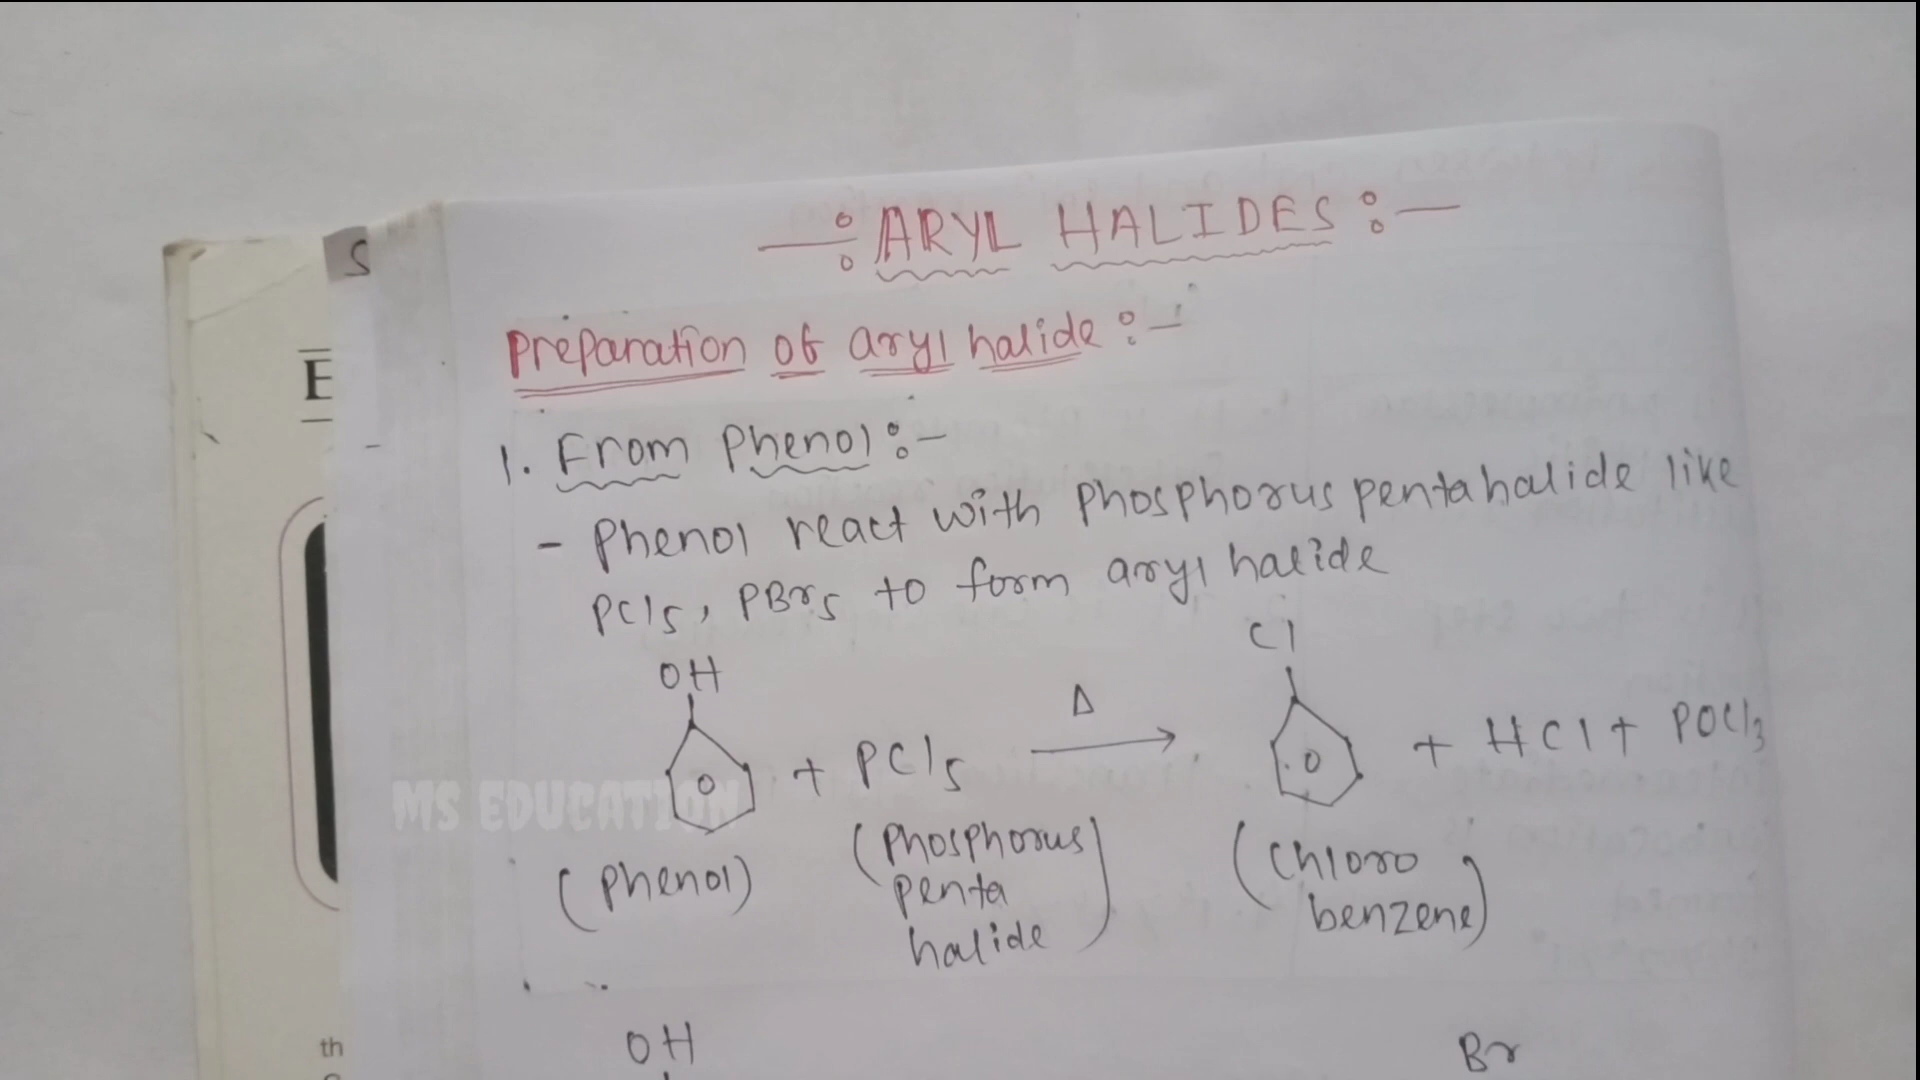 S
—: ARYL HALIDES :—
E
Preparation of aryl halide :-
1. From Phenol :-
- Phenol react with phosphorus pentahalide like
PCl5, PBr5 to form aryl halide
OH
Cl
+ PCl5
Δ
+ HCl + POCl3
MS EDUCATION
(Phenol)
(Phosphorus
penta
halide)
(Chloro
benzene)
OH
Br
th